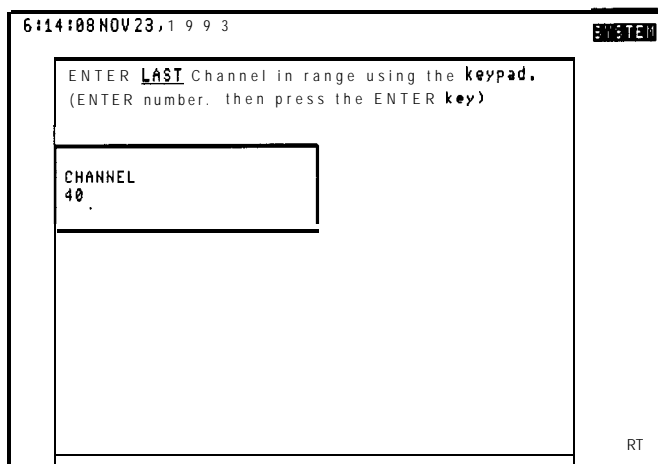 6:14:08 NOV 23, 1993
SYSTEM
ENTER LAST Channel in range using the keypad.
(ENTER number. then press the ENTER key)
CHANNEL
40
RT